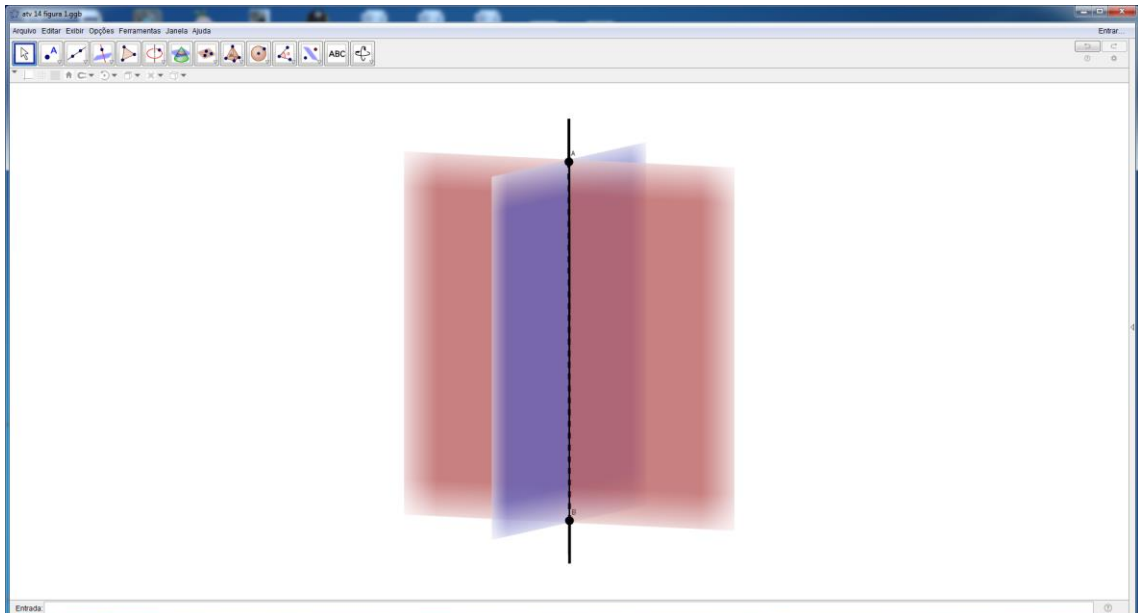 atv 14 figure 1.ggb
Arquivo Editar Exibir Opções Ferramentas Janela Ajuda
Entrar...
ABC
A
B
Entrada: